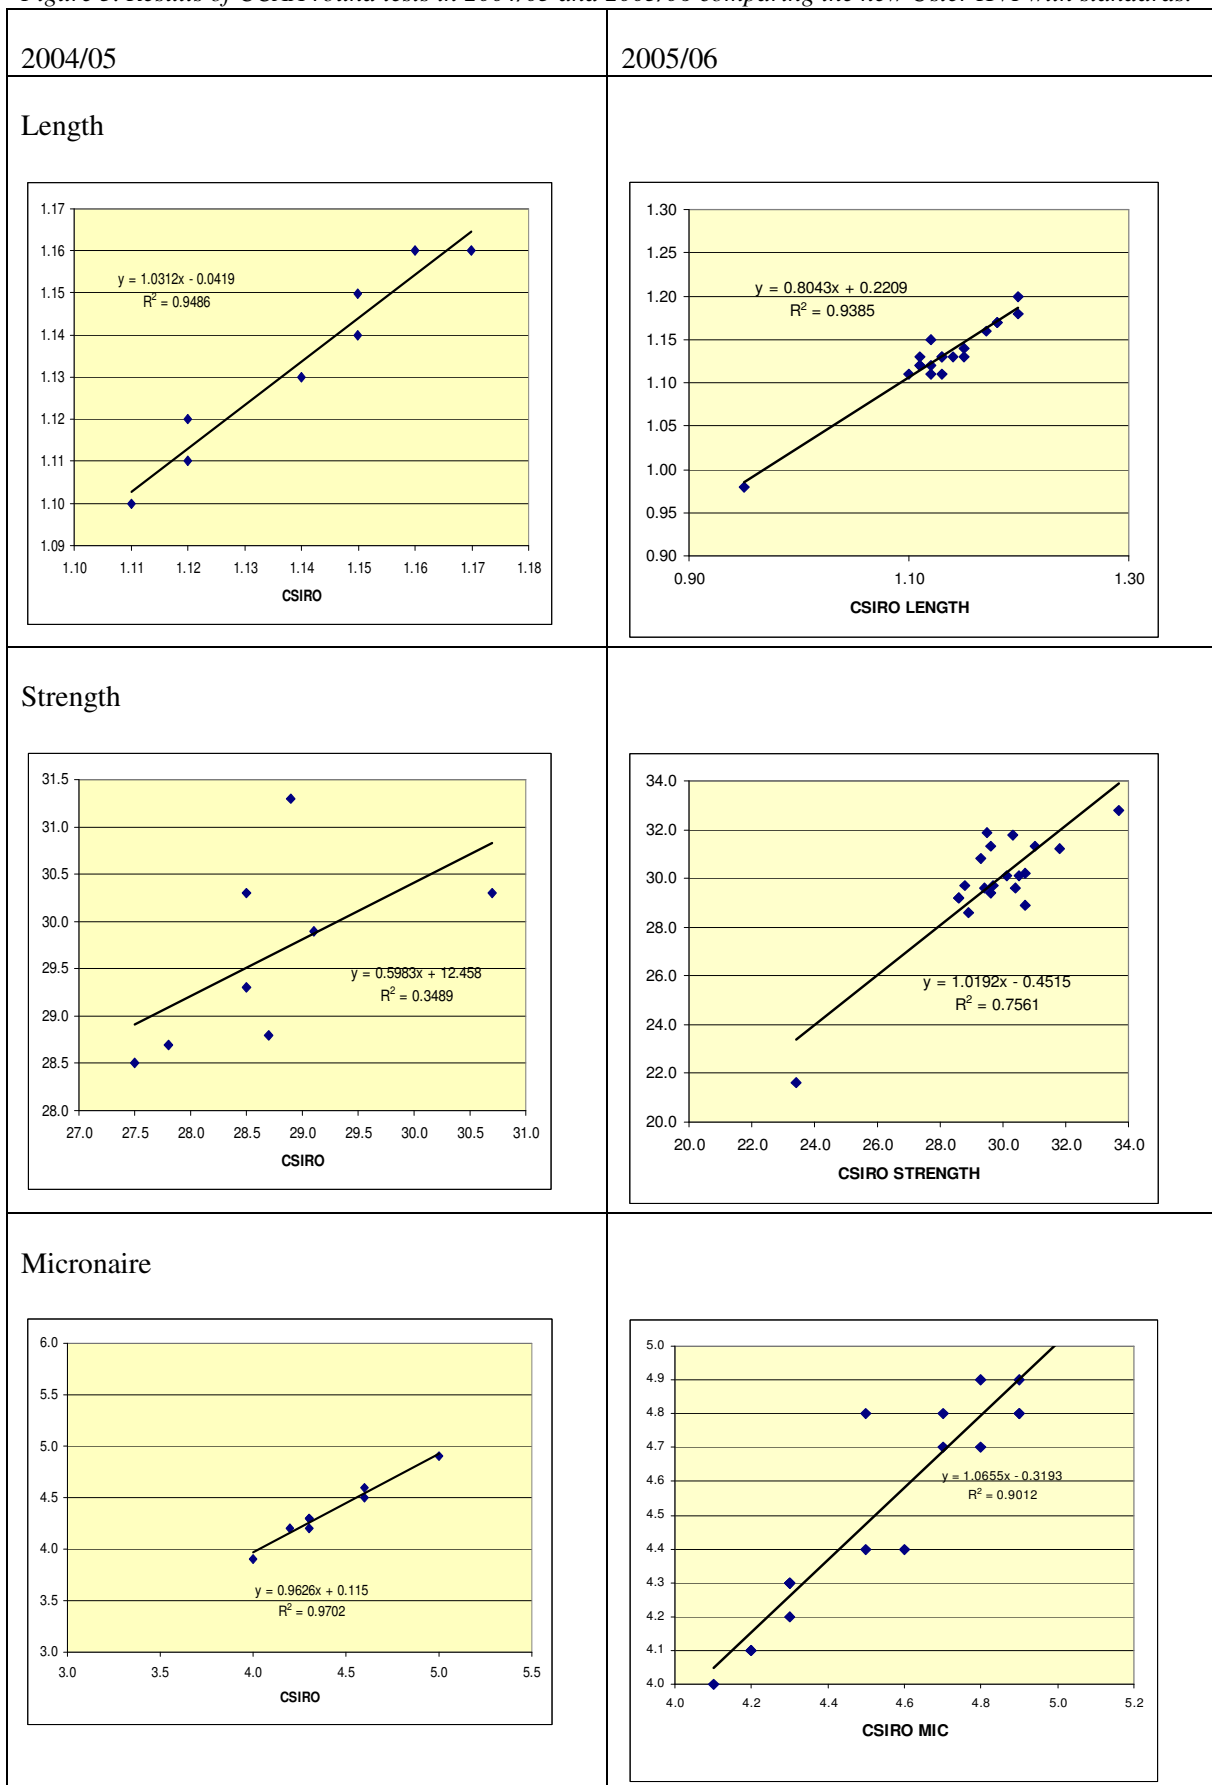 2004/05
2005/06
Length
1.17
1.16
1.15
1.14
1.13
1.12
1.11
1.10
1.09
y = 1.0312x - 0.0419
R2 = 0.9486
1.10 1.11 1.12 1.13 1.14 1.15 1.16 1.17 1.18
CSIRO
1.30
1.25
1.20
1.15
1.10
1.05
1.00
0.95
0.90
y = 0.8043x + 0.2209
R2 = 0.9385
0.90 1.10 1.30
CSIRO LENGTH
Strength
31.5
31.0
30.5
30.0
29.5
29.0
28.5
28.0
y = 0.5983x + 12.458
R2 = 0.3489
27.0 27.5 28.0 28.5 29.0 29.5 30.0 30.5 31.0
CSIRO
34.0
32.0
30.0
28.0
26.0
24.0
22.0
20.0
y = 1.0192x - 0.4515
R2 = 0.7561
20.0 22.0 24.0 26.0 28.0 30.0 32.0 34.0
CSIRO STRENGTH
Micronaire
6.0
5.5
5.0
4.5
4.0
3.5
3.0
y = 0.9626x + 0.115
R2 = 0.9702
3.0 3.5 4.0 4.5 5.0 5.5
CSIRO
5.0
4.9
4.8
4.7
4.6
4.5
4.4
4.3
4.2
4.1
4.0
y = 1.0655x - 0.3193
R2 = 0.9012
4.0 4.2 4.4 4.6 4.8 5.0 5.2
CSIRO MIC